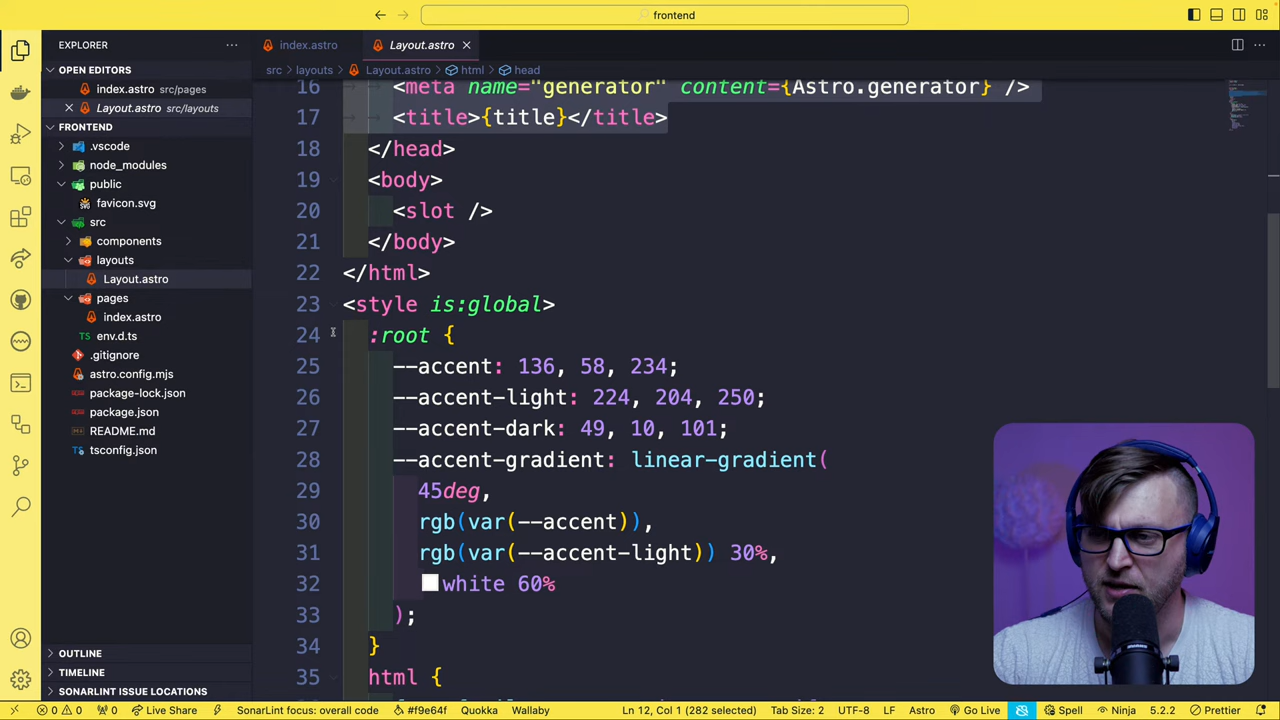 frontend
EXPLORER
index.astro
Layout.astro
OPEN EDITORS
index.astro src/pages
Layout.astro src/layouts
FRONTEND
.vscode
node_modules
public
favicon.svg
src
components
layouts
Layout.astro
pages
index.astro
env.d.ts
.gitignore
astro.config.mjs
package-lock.json
package.json
README.md
tsconfig.json
OUTLINE
TIMELINE
SONARLINT ISSUE LOCATIONS
src > layouts > Layout.astro > html > head
16 <meta name="generator" content={Astro.generator} />
17 <title>{title}</title>
18 </head>
19 <body>
20 <slot />
21 </body>
22 </html>
23 <style is:global>
24 :root {
25 --accent: 136, 58, 234;
26 --accent-light: 224, 204, 250;
27 --accent-dark: 49, 10, 101;
28 --accent-gradient: linear-gradient(
29 45deg,
30 rgb(var(--accent)),
31 rgb(var(--accent-light)) 30%,
32 white 60%
33 );
34 }
35 html {
0 0 0 Live Share SonarLint focus: overall code #f9e64f Quokka Wallaby Ln 12, Col 1 (282 selected) Tab Size: 2 UTF-8 LF Astro Go Live Spell Ninja 5.2.2 Prettier